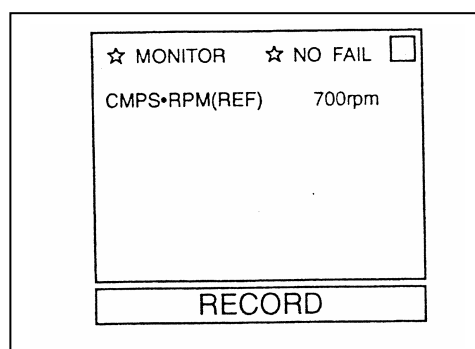 ☆ MONITOR ☆ NO FAIL
CMPS•RPM(REF) 700rpm
RECORD